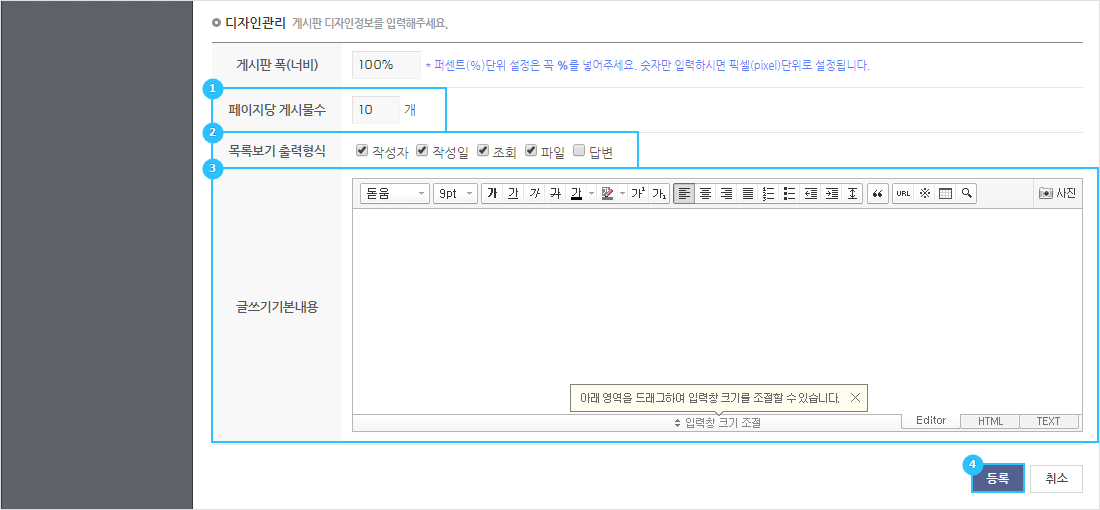 디자인관리 게시판 디자인정보를 입력해주세요.
게시판 폭(너비) 100% * 퍼센트(%)단위 설정은 꼭 %를 넣어주세요. 숫자만 입력하시면 픽셀(pixel)단위로 설정됩니다.
1
페이지당 게시물수 10 개
2
목록보기 출력형식 작성자 작성일 조회 파일 답변
3
돋움 9pt 가 가 가 가 가 가 가² 가₁ URL 사진
글쓰기기본내용
아래 영역을 드래그하여 입력창 크기를 조절할 수 있습니다.
입력창 크기 조절 Editor HTML TEXT
4
등록 취소